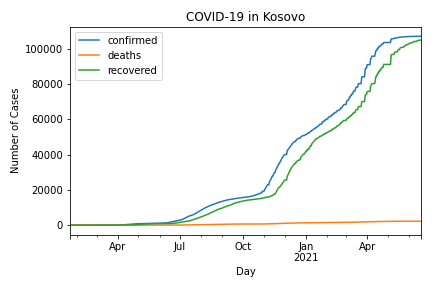 COVID-19 in Kosovo
confirmed
deaths
recovered
100000
80000
60000
40000
20000
0
Number of Cases
Apr
Jul
Oct
Jan
2021
Apr
Day